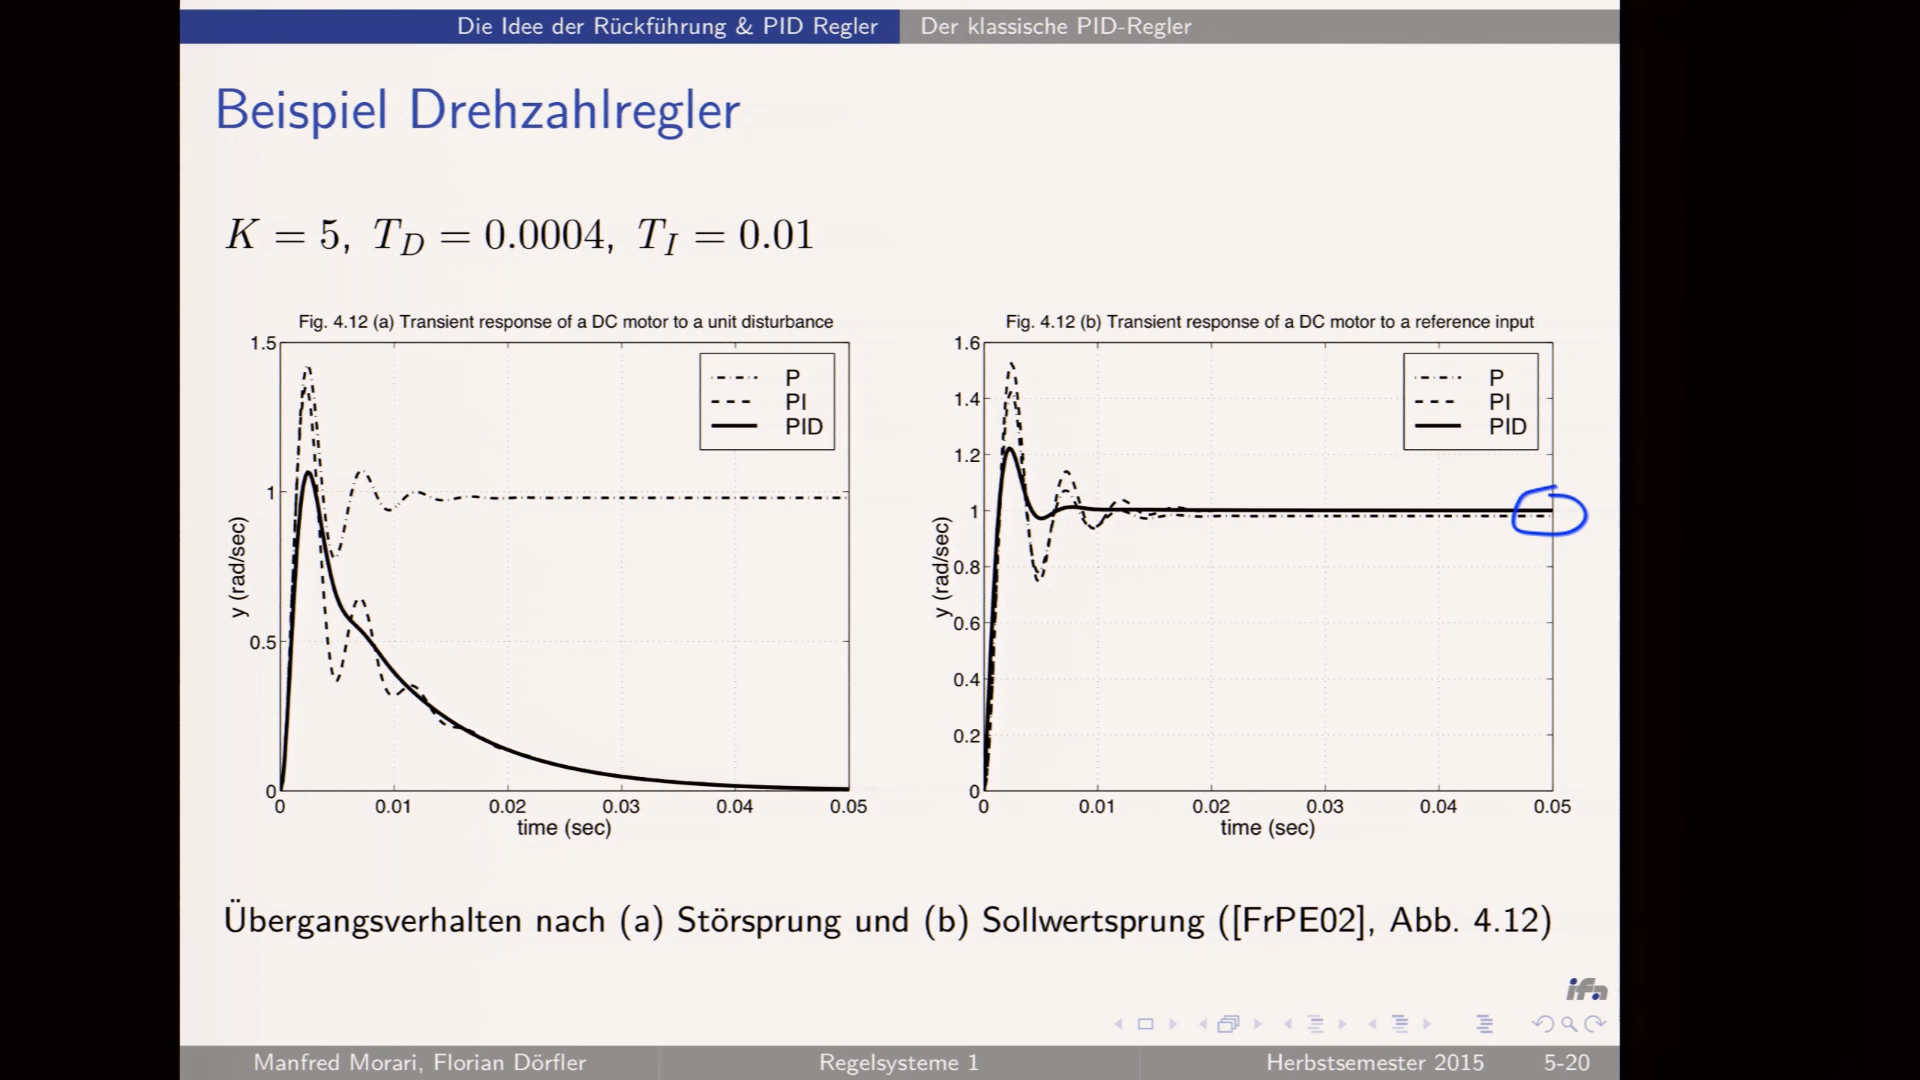 Die Idee der Rückführung & PID Regler Der klassische PID-Regler
Beispiel Drehzahlregler
K = 5, T_D = 0.0004, T_I = 0.01
Fig. 4.12 (a) Transient response of a DC motor to a unit disturbance
1.5
1
0.5
0
y (rad/sec)
P
PI
PID
0 0.01 0.02 0.03 0.04 0.05
time (sec)
Fig. 4.12 (b) Transient response of a DC motor to a reference input
1.6
1.4
1.2
1
0.8
0.6
0.4
0.2
0
y (rad/sec)
P
PI
PID
0 0.01 0.02 0.03 0.04 0.05
time (sec)
Übergangsverhalten nach (a) Störsprung und (b) Sollwertsprung ([FrPE02], Abb. 4.12)
ifa
Manfred Morari, Florian Dörfler Regelsysteme 1 Herbstsemester 2015 5-20